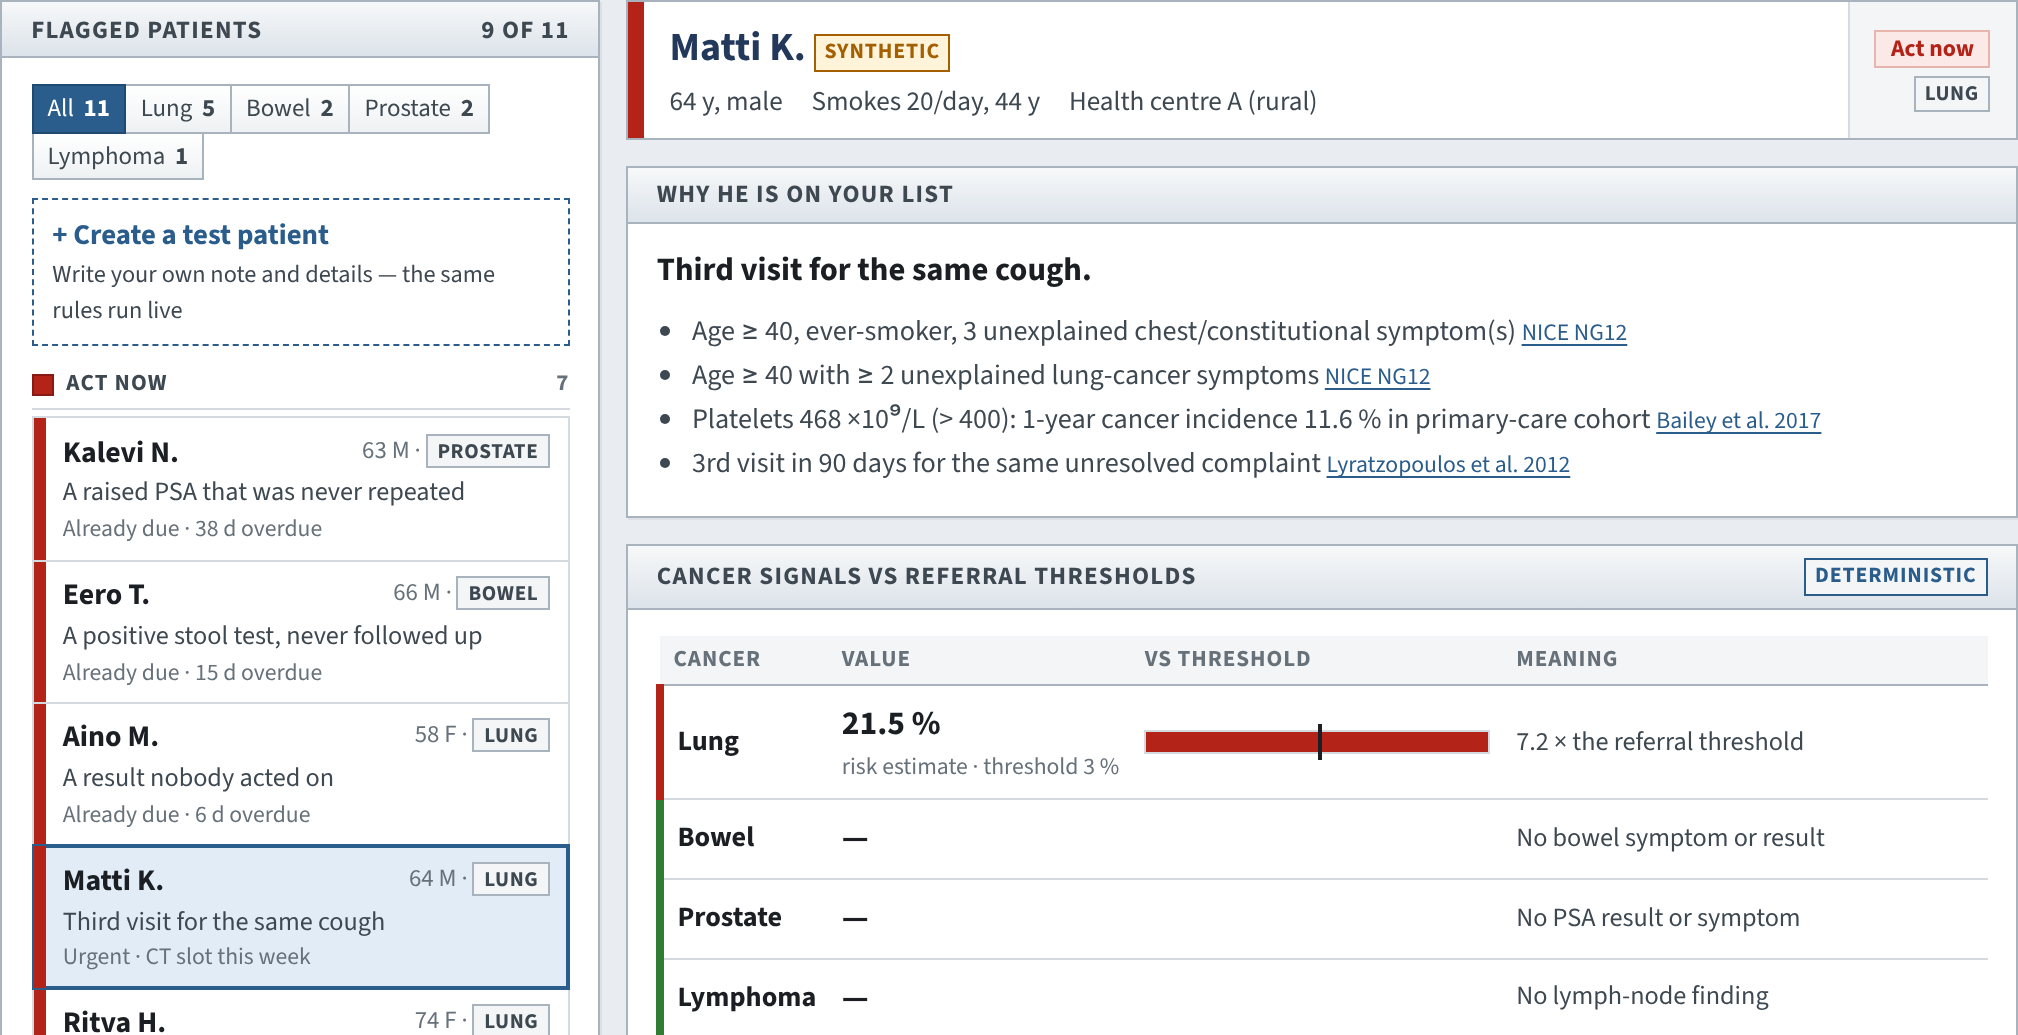 FLAGGED PATIENTS 9 OF 11
All 11 Lung 5 Bowel 2 Prostate 2
Lymphoma 1
+ Create a test patient
Write your own note and details — the same
rules run live
ACT NOW 7
Kalevi N. 63 M · PROSTATE
A raised PSA that was never repeated
Already due · 38 d overdue
Eero T. 66 M · BOWEL
A positive stool test, never followed up
Already due · 15 d overdue
Aino M. 58 F · LUNG
A result nobody acted on
Already due · 6 d overdue
Matti K. 64 M · LUNG
Third visit for the same cough
Urgent · CT slot this week
Ritva H. 74 F · LUNG
Matti K. SYNTHETIC
64 y, male Smokes 20/day, 44 y Health centre A (rural)
Act now
LUNG
WHY HE IS ON YOUR LIST
Third visit for the same cough.
• Age ≥ 40, ever-smoker, 3 unexplained chest/constitutional symptom(s) NICE NG12
• Age ≥ 40 with ≥ 2 unexplained lung-cancer symptoms NICE NG12
• Platelets 468 ×10⁹/L (> 400): 1-year cancer incidence 11.6 % in primary-care cohort Bailey et al. 2017
• 3rd visit in 90 days for the same unresolved complaint Lyratzopoulos et al. 2012
CANCER SIGNALS VS REFERRAL THRESHOLDS DETERMINISTIC
CANCER VALUE VS THRESHOLD MEANING
Lung 21.5 % 7.2 × the referral threshold
risk estimate · threshold 3 %
Bowel — No bowel symptom or result
Prostate — No PSA result or symptom
Lymphoma — No lymph-node finding